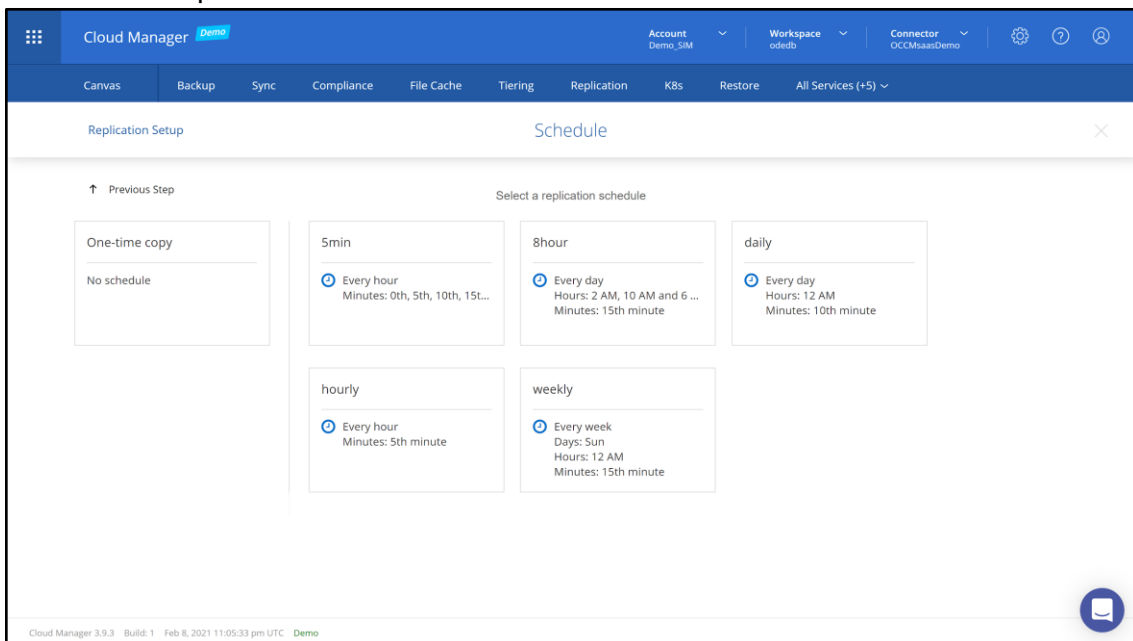 Cloud Manager Demo
Account
Demo_SIM
Workspace
odedb
Connector
OCCMsaasDemo
Canvas Backup Sync Compliance File Cache Tiering Replication K8s Restore All Services (+5)
Replication Setup
Schedule
Previous Step
Select a replication schedule
One-time copy
No schedule
5min
Every hour
Minutes: 0th, 5th, 10th, 15t...
8hour
Every day
Hours: 2 AM, 10 AM and 6 ...
Minutes: 15th minute
daily
Every day
Hours: 12 AM
Minutes: 10th minute
hourly
Every hour
Minutes: 5th minute
weekly
Every week
Days: Sun
Hours: 12 AM
Minutes: 15th minute
Cloud Manager 3.9.3 Build: 1 Feb 8, 2021 11:05:33 pm UTC Demo